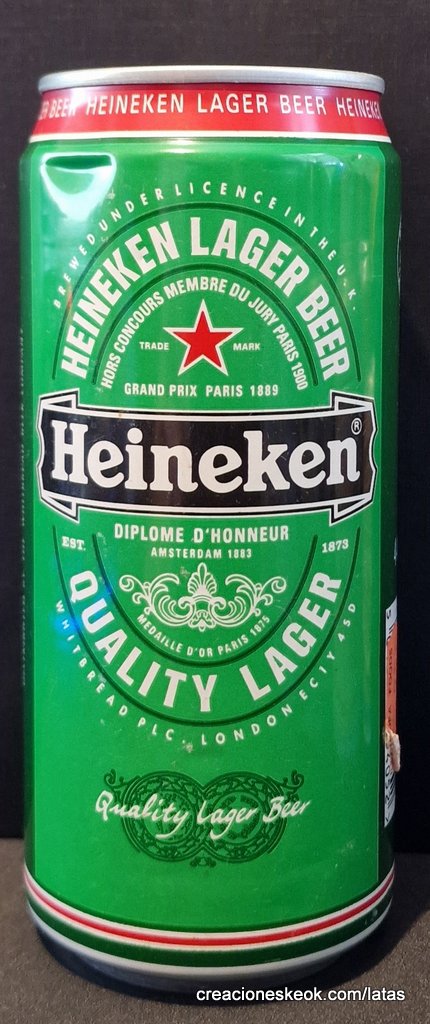 ER BEER HEINEKEN LAGER BEER HEINEKEN
BREWED UNDER LICENCE IN THE U.K.
HEINEKEN LAGER BEER
HORS CONCOURS MEMBRE DU JURY PARIS 1900
TRADE MARK
GRAND PRIX PARIS 1889
Heineken®
DIPLOME D'HONNEUR
AMSTERDAM 1883
EST. 1873
MEDAILLE D'OR PARIS 1875
QUALITY LAGER
WHITBREAD PLC. LONDON EC1Y 4SD
Quality Lager Beer
creacioneskeok.com/latas